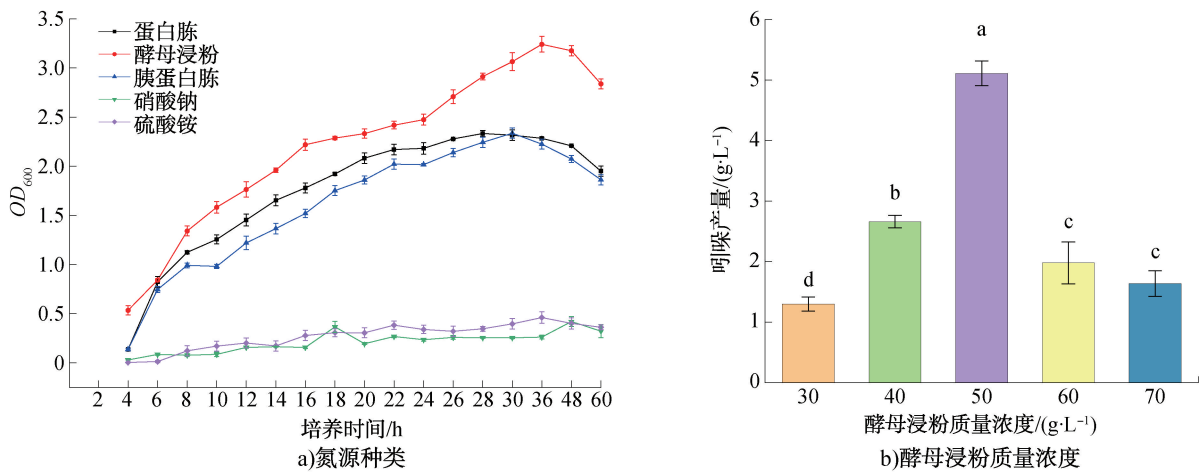 3.5
3.0
2.5
2.0
1.5
1.0
0.5
0
OD600
蛋白胨
酵母浸粉
胰蛋白胨
硝酸钠
硫酸铵
2 4 6 8 10 12 14 16 18 20 22 24 26 28 30 36 48 60
培养时间/h
a)氮源种类
6
5
4
3
2
1
0
吲哚产量/(g·L⁻¹)
d
b
a
c
c
30 40 50 60 70
酵母浸粉质量浓度/(g·L⁻¹)
b)酵母浸粉质量浓度